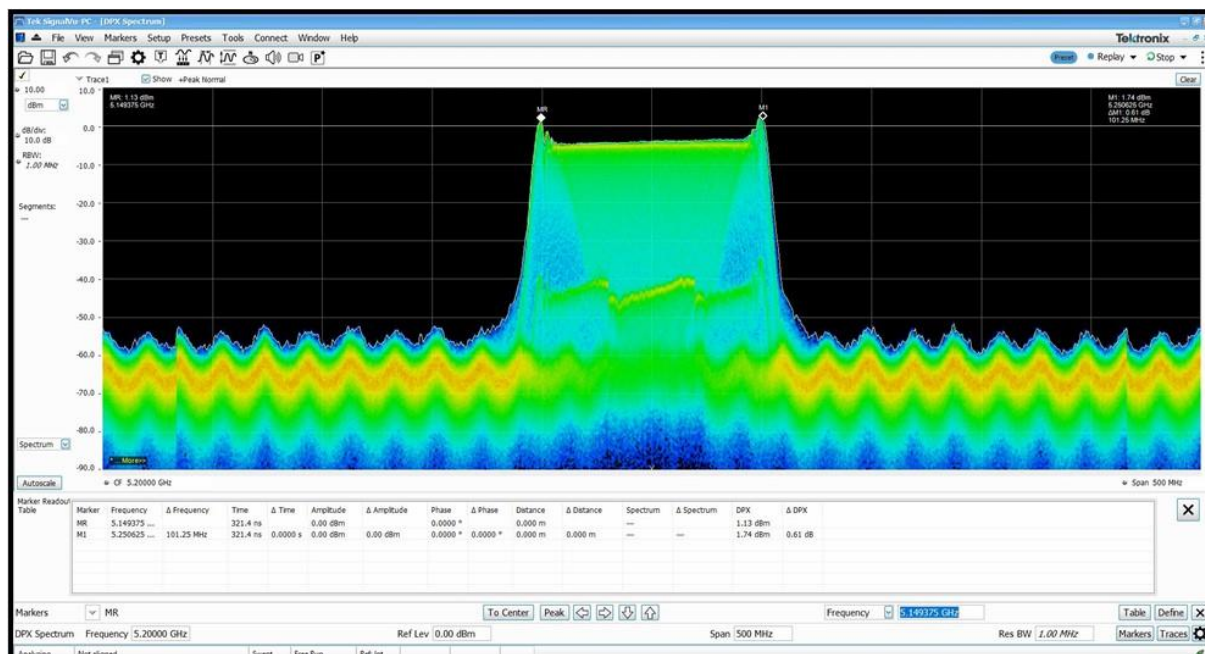 Tek SignalVu-PC - [DPX Spectrum]
File View Markers Setup Presets Tools Connect Window Help
Tektronix
Preset Replay Stop
Trace1 Show +Peak Normal Clear
10.00
dBm
dB/div:
10.0 dB
RBW:
1.00 MHz
Segments:
---
Spectrum
Autoscale
10.0
0.0
-10.0
-20.0
-30.0
-40.0
-50.0
-60.0
-70.0
-80.0
-90.0
MR: 1.13 dBm
5.149375 GHz
MR
M1
M1: 1.74 dBm
5.250625 GHz
ΔM1: 0.61 dB
101.25 MHz
More>>
CF 5.20000 GHz Span 500 MHz
Marker Readout
Table
Marker Frequency Δ Frequency Time Δ Time Amplitude Δ Amplitude Phase Δ Phase Distance Δ Distance Spectrum Δ Spectrum DPX Δ DPX
MR 5.149375 ... 321.4 ns 0.00 dBm 0.0000 ° 0.000 m --- 1.13 dBm
M1 5.250625 ... 101.25 MHz 321.4 ns 0.0000 s 0.00 dBm 0.00 dBm 0.0000 ° 0.0000 ° 0.000 m 0.000 m --- --- 1.74 dBm 0.61 dB
Markers MR To Center Peak Frequency 5.149375 GHz Table Define
DPX Spectrum Frequency 5.20000 GHz Ref Lev 0.00 dBm Span 500 MHz Res BW 1.00 MHz Markers Traces
Analyzing Not aligned Swept Free Run Ref: Int